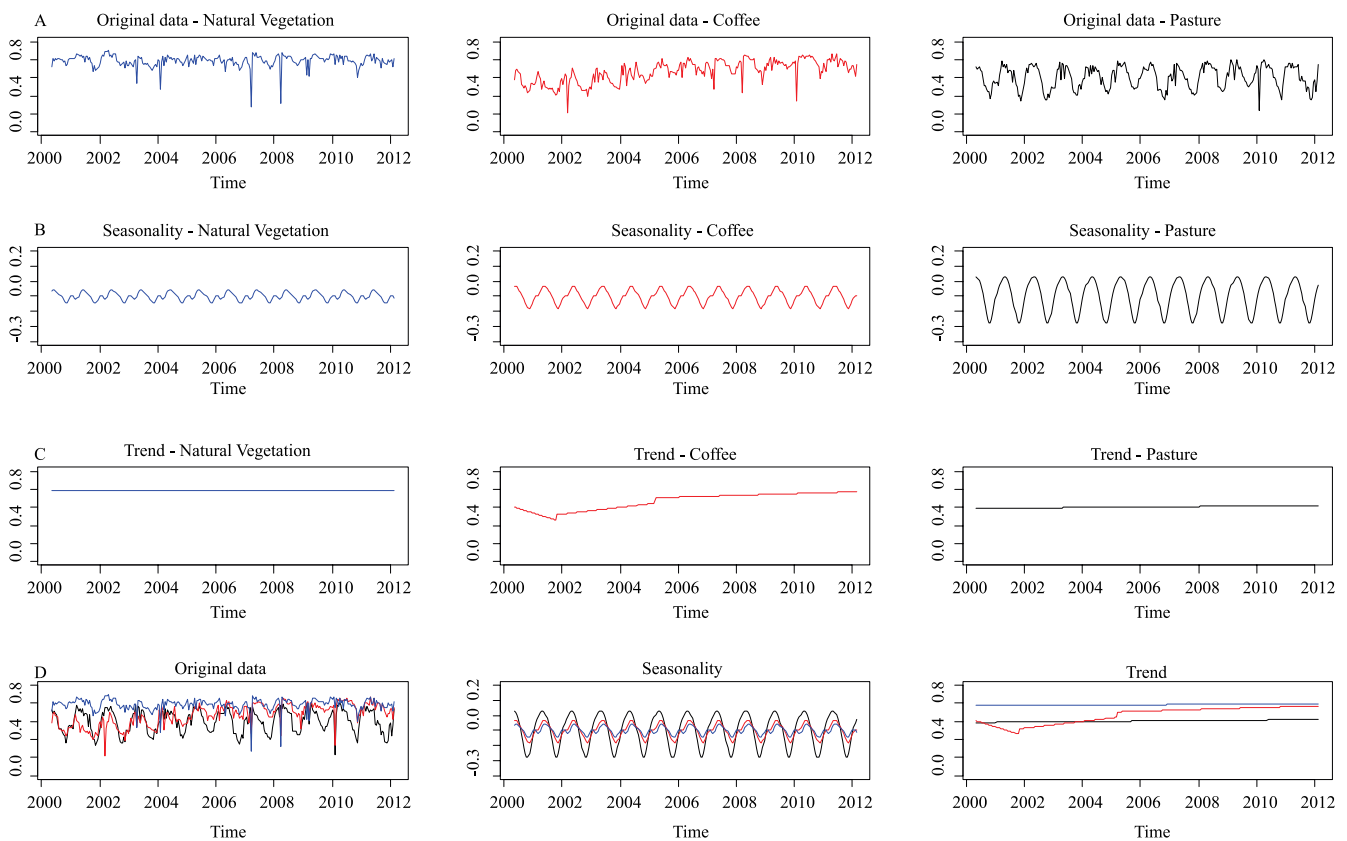 A
Original data - Natural Vegetation
Original data - Coffee
Original data - Pasture
0.8
0.4
0.0
2000 2002 2004 2006 2008 2010 2012
Time
0.8
0.4
0.0
2000 2002 2004 2006 2008 2010 2012
Time
0.8
0.4
0.0
2000 2002 2004 2006 2008 2010 2012
Time
B
Seasonality - Natural Vegetation
Seasonality - Coffee
Seasonality - Pasture
0.2
0.0
-0.3
2000 2002 2004 2006 2008 2010 2012
Time
0.2
0.0
-0.3
2000 2002 2004 2006 2008 2010 2012
Time
0.2
0.0
-0.3
2000 2002 2004 2006 2008 2010 2012
Time
C
Trend - Natural Vegetation
Trend - Coffee
Trend - Pasture
0.8
0.4
0.0
2000 2002 2004 2006 2008 2010 2012
Time
0.8
0.4
0.0
2000 2002 2004 2006 2008 2010 2012
Time
0.8
0.4
0.0
2000 2002 2004 2006 2008 2010 2012
Time
D
Original data
Seasonality
Trend
0.8
0.4
0.0
2000 2002 2004 2006 2008 2010 2012
Time
0.2
0.0
-0.3
2000 2002 2004 2006 2008 2010 2012
Time
0.8
0.4
0.0
2000 2002 2004 2006 2008 2010 2012
Time